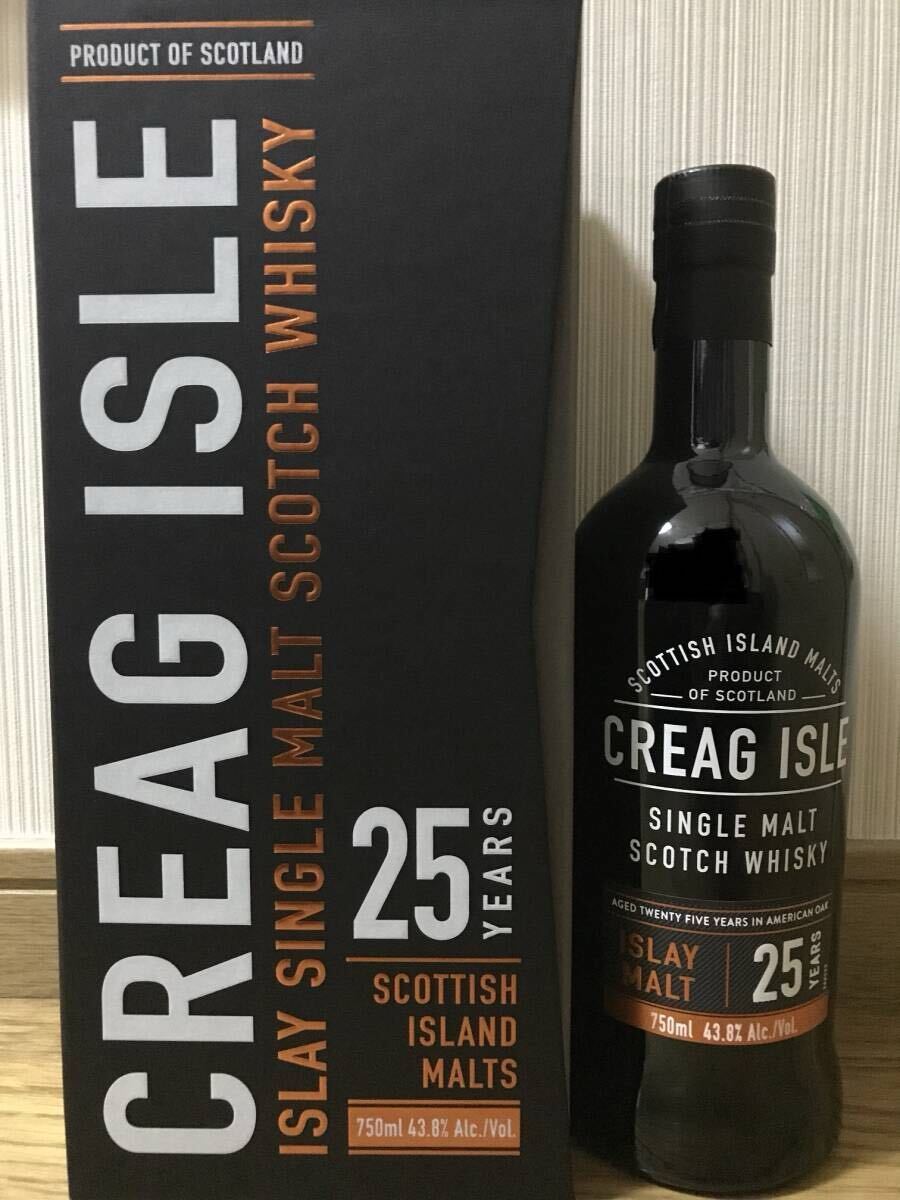 PRODUCT OF SCOTLAND
CREAG ISLE
ISLAY SINGLE MALT SCOTCH WHISKY
25
YEARS
SCOTTISH
ISLAND
MALTS
750ml 43.8% Alc./Vol.
SCOTTISH ISLAND MALTS
PRODUCT
OF SCOTLAND
CREAG ISLE
SINGLE MALT
SCOTCH WHISKY
AGED TWENTY FIVE YEARS IN AMERICAN OAK
ISLAY
MALT
25
YEARS
750ml 43.8% Alc./Vol.